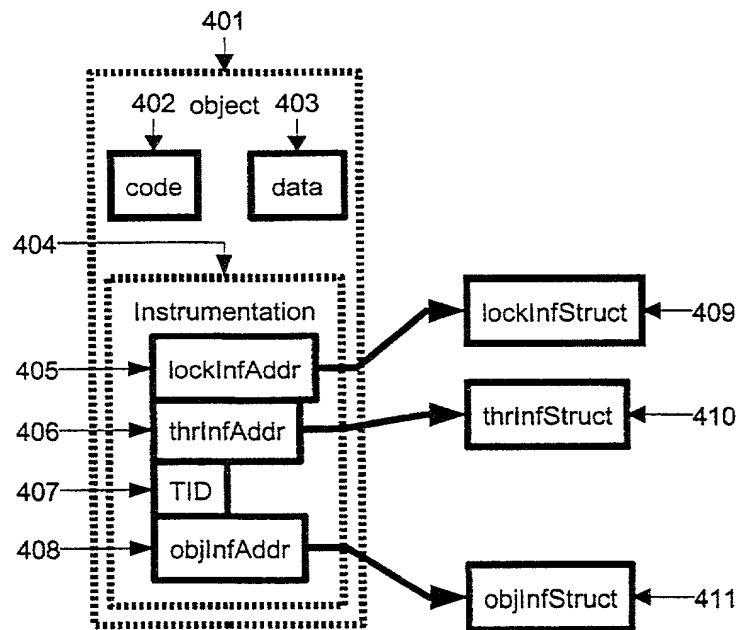 401
402 object 403
code data
404
Instrumentation
lockInfStruct 409
405 lockInfAddr
406 thrInfAddr thrInfStruct 410
407 TID
408 objInfAddr
objInfStruct 411